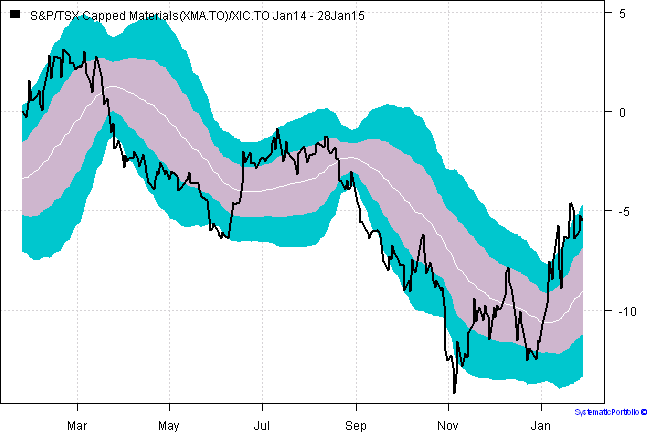 S&P/TSX Capped Materials(XMA.TO)/XIC.TO Jan14 - 28Jan15
5
0
-5
-10
Mar May Jul Sep Nov Jan
SystematicPortfolio ©